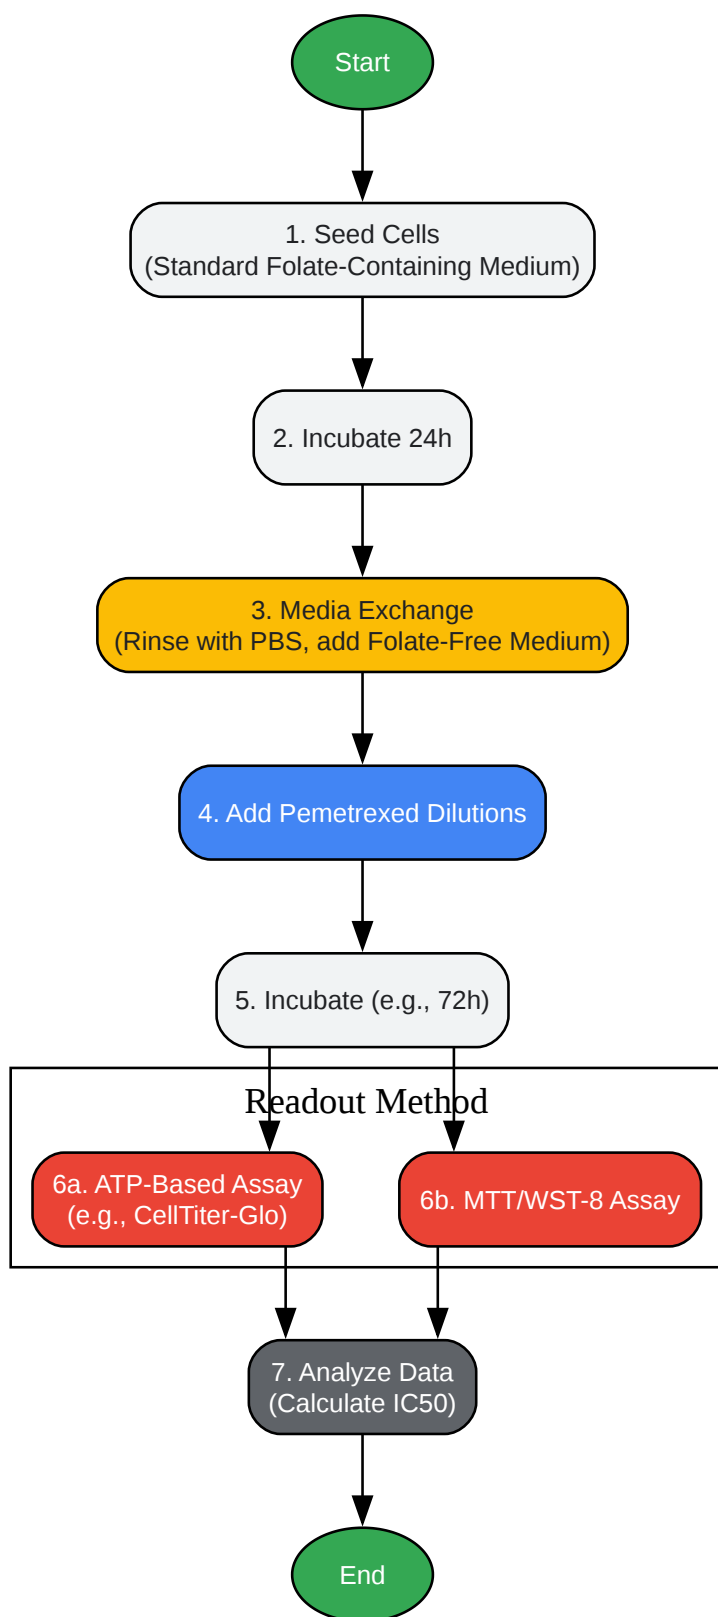 Start
1. Seed Cells
(Standard Folate-Containing Medium)
2. Incubate 24h
3. Media Exchange
(Rinse with PBS, add Folate-Free Medium)
4. Add Pemetrexed Dilutions
5. Incubate (e.g., 72h)
Readout Method
6a. ATP-Based Assay
(e.g., CellTiter-Glo)
6b. MTT/WST-8 Assay
7. Analyze Data
(Calculate IC50)
End